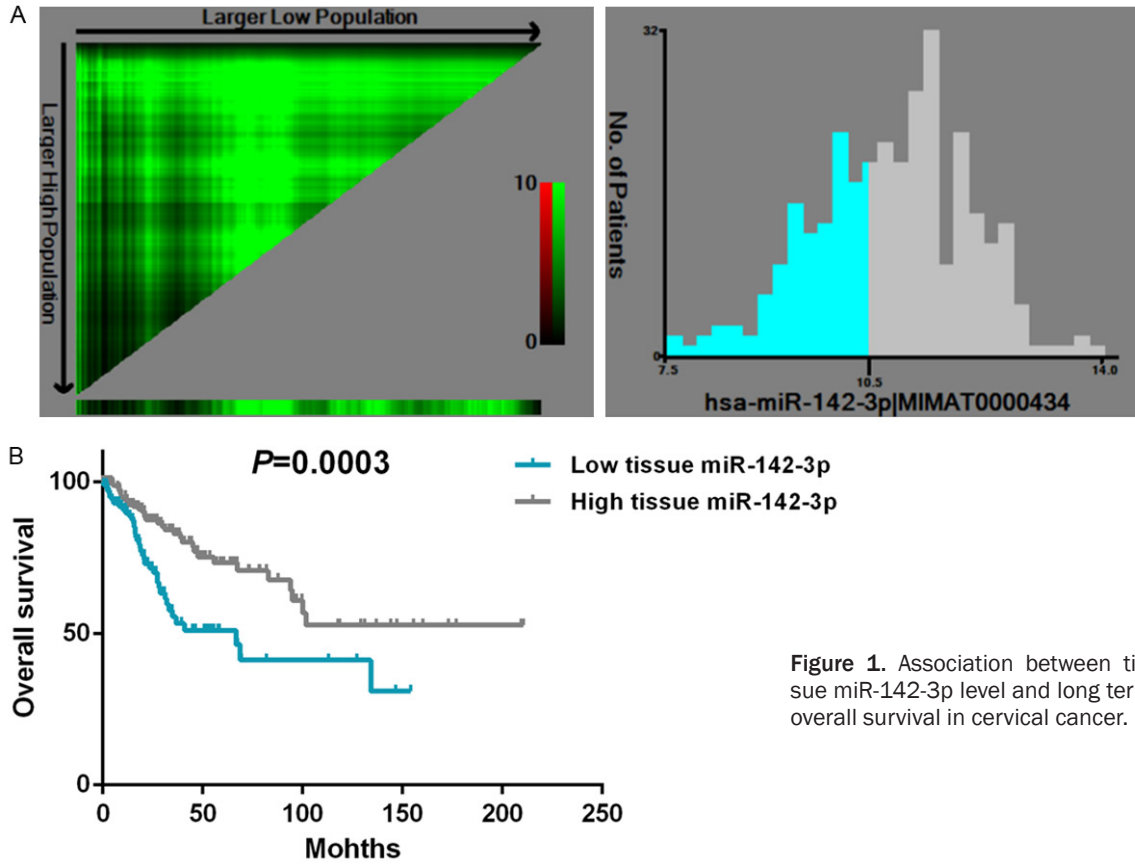 A
Larger Low Population
Larger High Population
10
0
32
No. of Patients
0
7.5
10.5
14.0
hsa-miR-142-3p|MIMAT0000434
B
P=0.0003
Low tissue miR-142-3p
High tissue miR-142-3p
100
50
0
Overall survival
0 50 100 150 200 250
Mohths
Figure 1. Association between tis
sue miR-142-3p level and long ter
overall survival in cervical cancer.